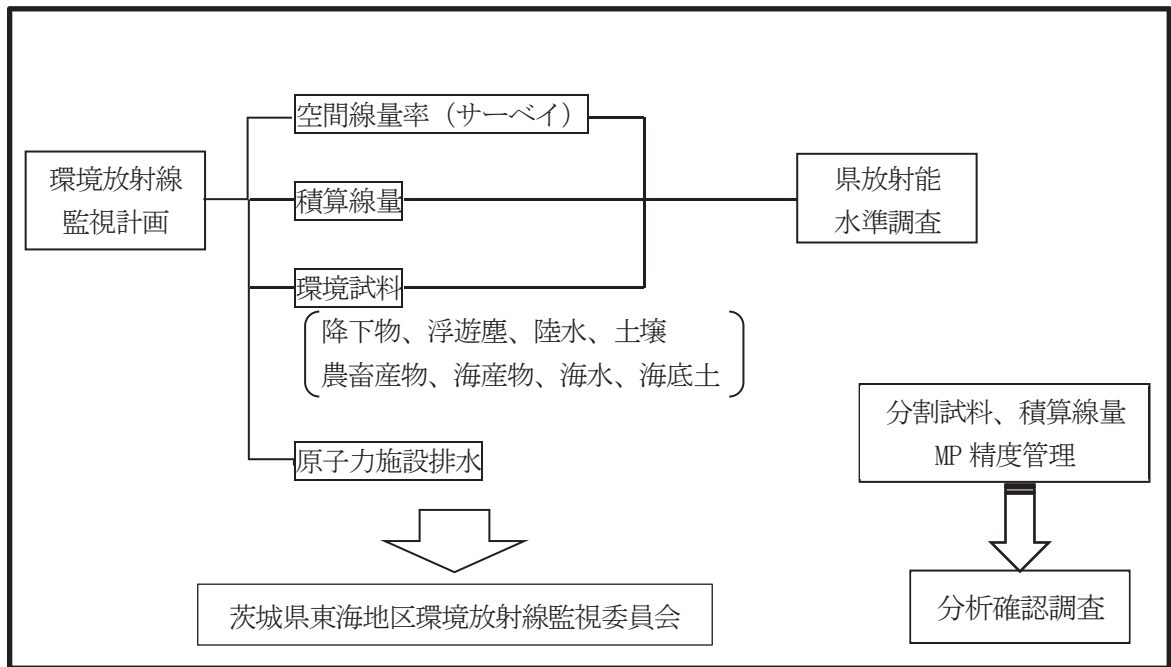 空間線量率（サーベイ）
環境放射線
監視計画
積算線量
県放射能
水準調査
環境試料
降下物、浮遊塵、陸水、土壌
農畜産物、海産物、海水、海底土
原子力施設排水
分割試料、積算線量
MP 精度管理
茨城県東海地区環境放射線監視委員会
分析確認調査